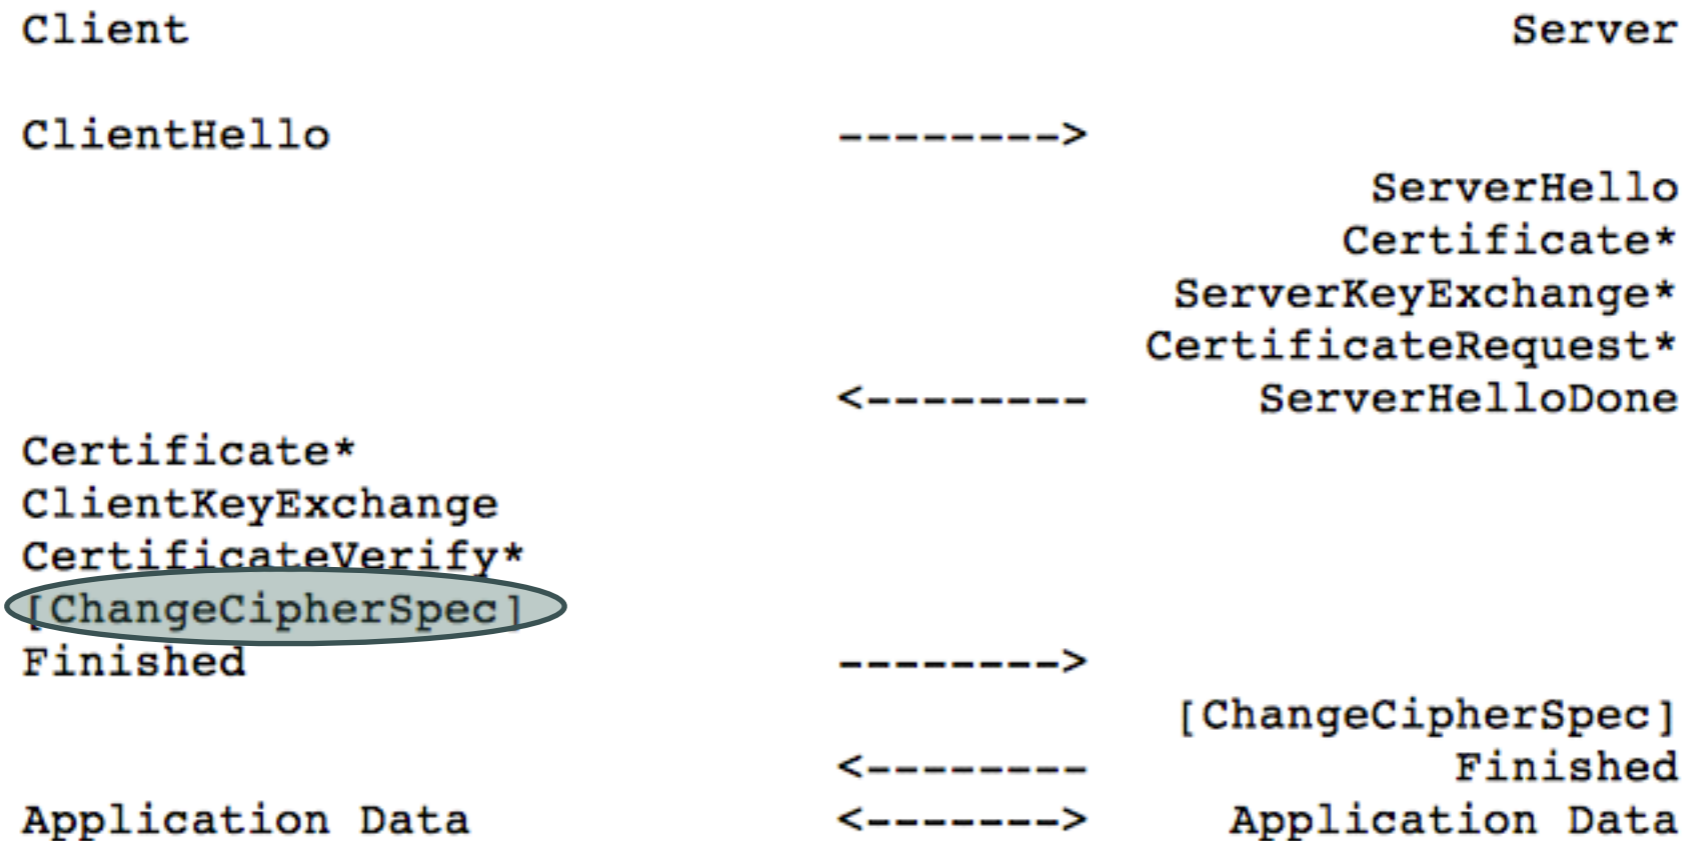 Client Server
ClientHello -------->
ServerHello
Certificate*
ServerKeyExchange*
CertificateRequest*
<-------- ServerHelloDone
Certificate*
ClientKeyExchange
CertificateVerify*
[ChangeCipherSpec]
Finished -------->
[ChangeCipherSpec]
<-------- Finished
Application Data <-------> Application Data